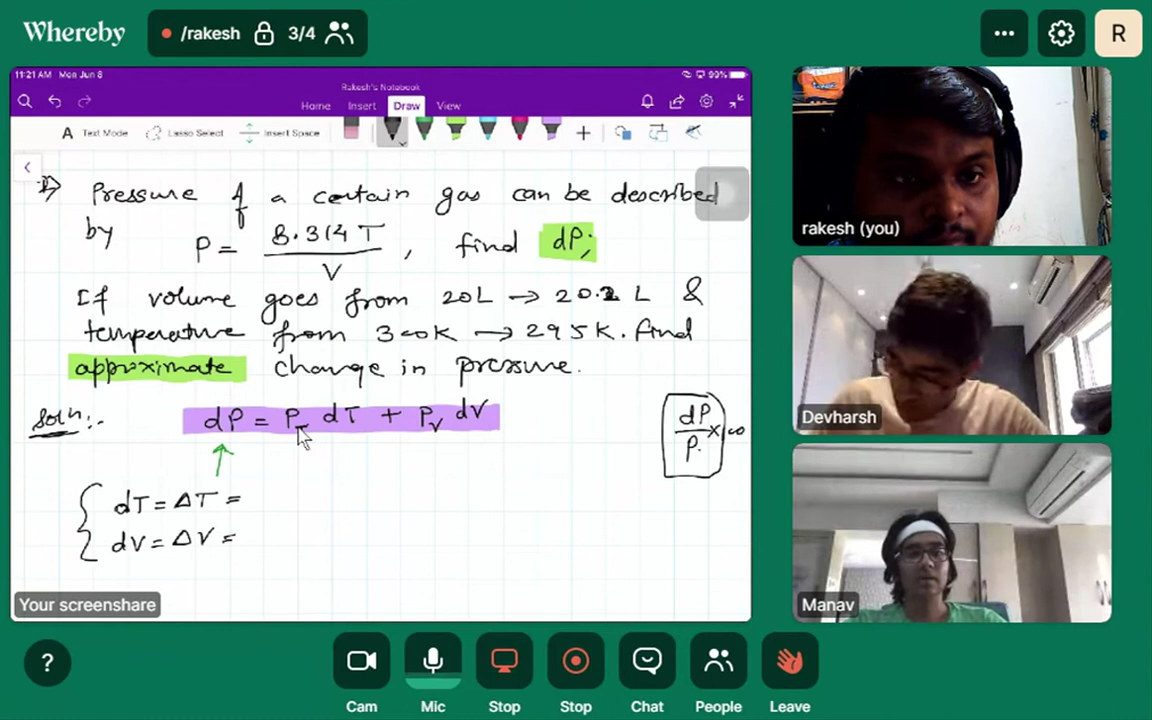 Whereby
/rakesh 3/4
R
11:21 AM Mon Jun 8
99%
Rakesh's Notebook
Home Insert Draw View
Text Mode Lasso Select Insert Space
Pressure of a certain gas can be described
by P = 8.314 T / V , find dP;
If volume goes from 20L → 20.2 L &
temperature from 300K → 295K. find
approximate change in pressure.
Soln:-
dP = P_T dT + P_V dV
dP/P × 100
dT = ΔT =
dV = ΔV =
Your screenshare
rakesh (you)
Devharsh
Manav
?
Cam Mic Stop Stop Chat People Leave